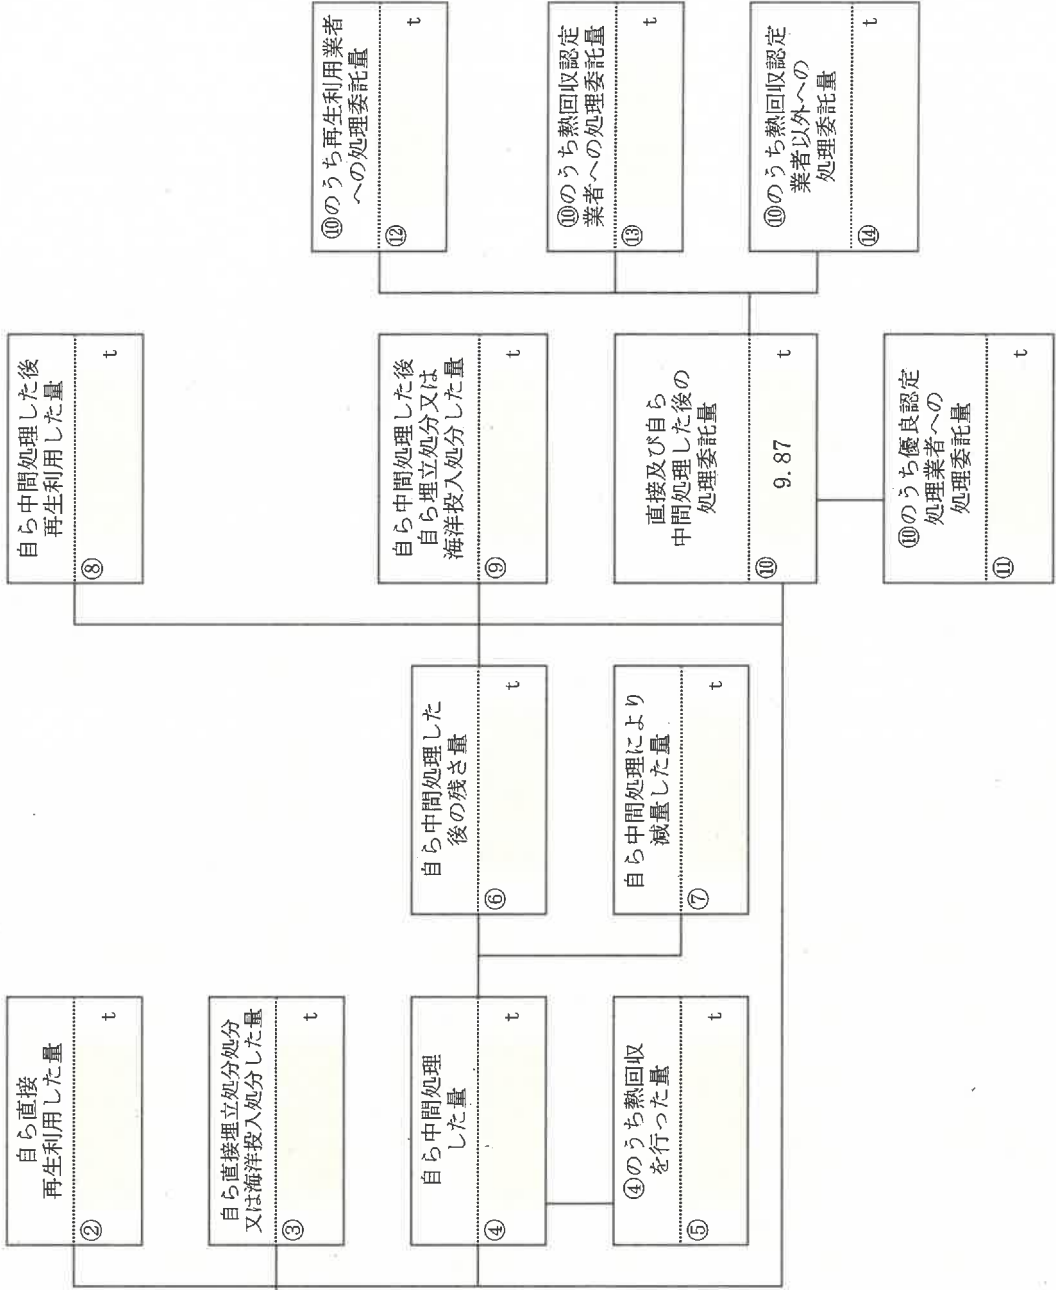 自ら直接
再生利用した量
② t
自ら直接埋立処分処分
又は海洋投入処分した量
③ t
自ら中間処理
した量
④ t
④のうち熱回収
を行った量
⑤ t
自ら中間処理した
後の残さ量
⑥ t
自ら中間処理により
減量した量
⑦ t
自ら中間処理した後
再生利用した量
⑧ t
自ら中間処理した後
自ら埋立処分又は
海洋投入処分した量
⑨ t
直接及び自ら
中間処理した後の
処理委託量
⑩ 9.87 t
⑩のうち優良認定
処理業者への
処理委託量
⑪ t
⑩のうち再生利用業者
への処理委託量
⑫ t
⑩のうち熱回収認定
業者への処理委託量
⑬ t
⑩のうち熱回収認定
業者以外への
処理委託量
⑭ t